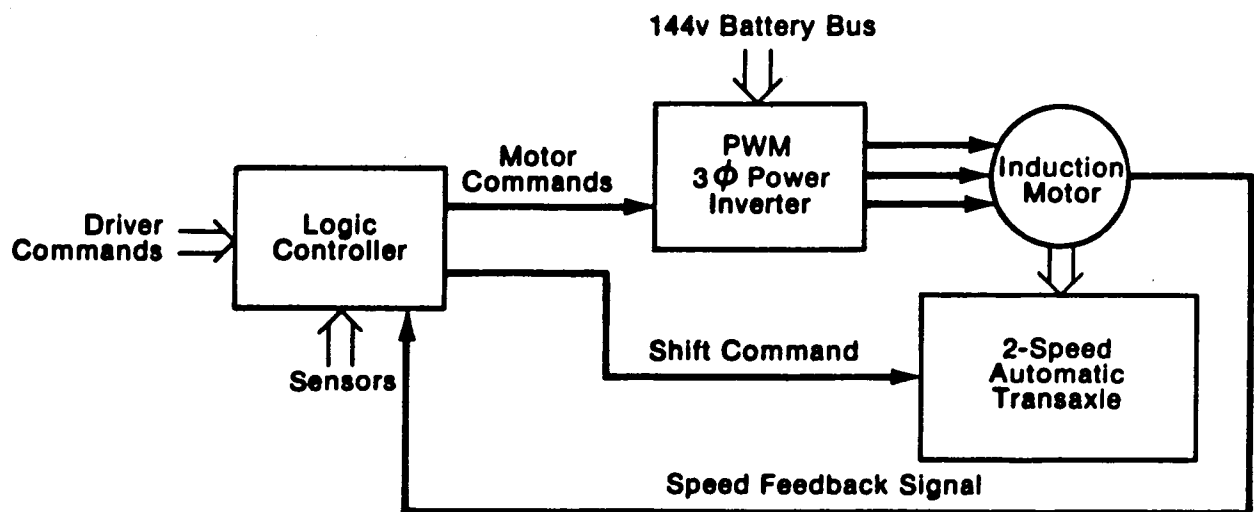 144v Battery Bus
PWM
3ϕ Power
Inverter
Induction
Motor
Motor
Commands
Logic
Controller
Driver
Commands
Sensors
Shift Command
2-Speed
Automatic
Transaxle
Speed Feedback Signal